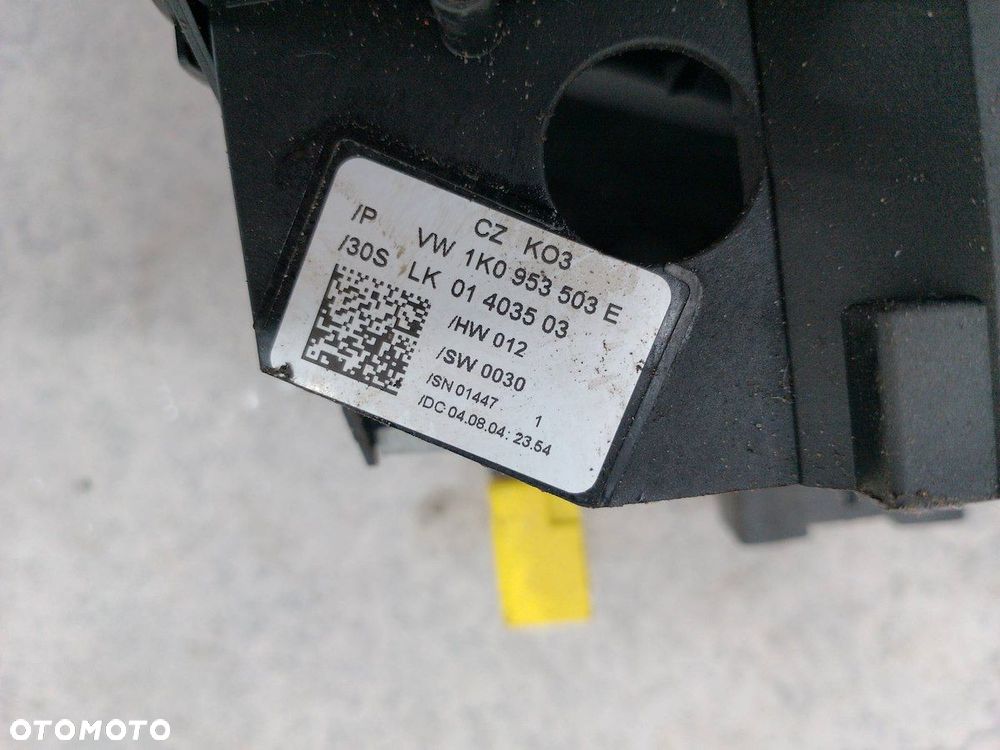 CZ KO3
/P VW 1K0 953 503 E
/30S LK 01 4035 03
/HW 012
/SW 0030
/SN 01447 1
/DC 04.08.04: 23.54
OTOMOTO